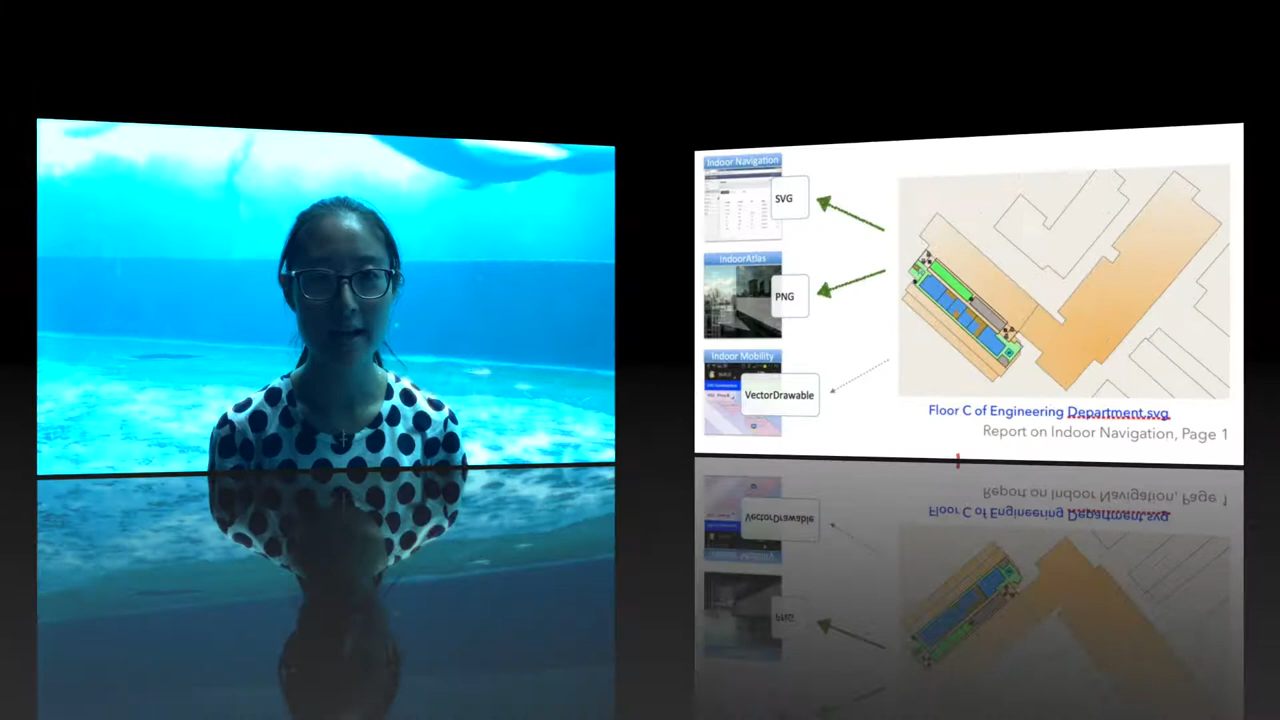 Indoor Navigation
SVG
IndoorAtlas
PNG
Indoor Mobility
VectorDrawable
Floor C of Engineering Department.svg
Report on Indoor Navigation, Page 1